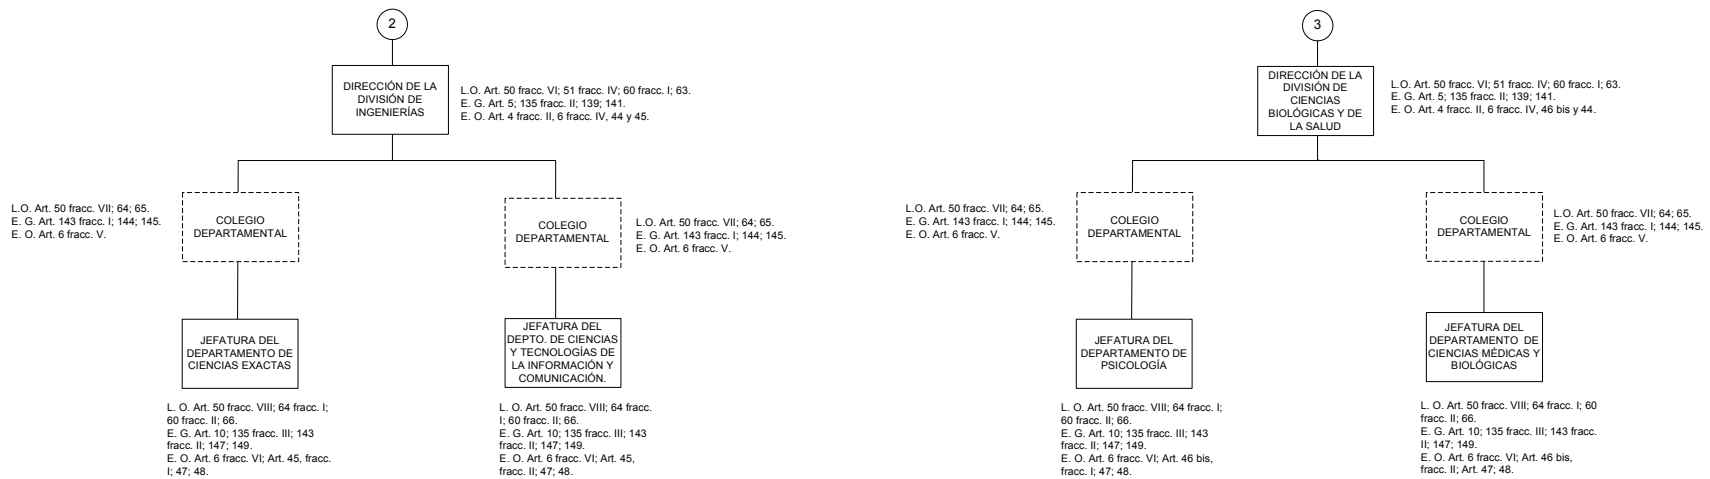 2
DIRECCIÓN DE LA
DIVISIÓN DE
INGENIERÍAS
L.O. Art. 50 fracc. VI; 51 fracc. IV; 60 fracc. I; 63.
E. G. Art. 5; 135 fracc. II; 139; 141.
E. O. Art. 4 fracc. II, 6 fracc. IV, 44 y 45.
L.O. Art. 50 fracc. VII; 64; 65.
E. G. Art. 143 fracc. I; 144; 145.
E. O. Art. 6 fracc. V.
COLEGIO
DEPARTAMENTAL
COLEGIO
DEPARTAMENTAL
L.O. Art. 50 fracc. VII; 64; 65.
E. G. Art. 143 fracc. I; 144; 145.
E. O. Art. 6 fracc. V.
JEFATURA DEL
DEPARTAMENTO DE
CIENCIAS EXACTAS
L. O. Art. 50 fracc. VIII; 64 fracc. I;
60 fracc. II; 66.
E. G. Art. 10; 135 fracc. III; 143
fracc. II; 147; 149.
E. O. Art. 6 fracc. VI; Art. 45, fracc.
I; 47; 48.
JEFATURA DEL
DEPTO. DE CIENCIAS
Y TECNOLOGÍAS DE
LA INFORMACIÓN Y
COMUNICACIÓN.
L. O. Art. 50 fracc. VIII; 64 fracc.
I; 60 fracc. II; 66.
E. G. Art. 10; 135 fracc. III; 143
fracc. II; 147; 149.
E. O. Art. 6 fracc. VI; Art. 45,
fracc. II; 47; 48.
3
DIRECCIÓN DE LA
DIVISIÓN DE
CIENCIAS
BIOLÓGICAS Y DE
LA SALUD
L.O. Art. 50 fracc. VI; 51 fracc. IV; 60 fracc. I; 63.
E. G. Art. 5; 135 fracc. II; 139; 141.
E. O. Art. 4 fracc. II, 6 fracc. IV, 46 bis y 44.
L.O. Art. 50 fracc. VII; 64; 65.
E. G. Art. 143 fracc. I; 144; 145.
E. O. Art. 6 fracc. V.
COLEGIO
DEPARTAMENTAL
COLEGIO
DEPARTAMENTAL
L.O. Art. 50 fracc. VII; 64; 65.
E. G. Art. 143 fracc. I; 144; 145.
E. O. Art. 6 fracc. V.
JEFATURA DEL
DEPARTAMENTO DE
PSICOLOGÍA
L. O. Art. 50 fracc. VIII; 64 fracc. I;
60 fracc. II; 66.
E. G. Art. 10; 135 fracc. III; 143
fracc. II; 147; 149.
E. O. Art. 6 fracc. VI; Art. 46 bis,
fracc. I; 47; 48.
JEFATURA DEL
DEPARTAMENTO DE
CIENCIAS MÉDICAS Y
BIOLÓGICAS
L. O. Art. 50 fracc. VIII; 64 fracc. I; 60
fracc. II; 66.
E. G. Art. 10; 135 fracc. III; 143 fracc.
II; 147; 149.
E. O. Art. 6 fracc. VI; Art. 46 bis,
fracc. II; Art. 47; 48.